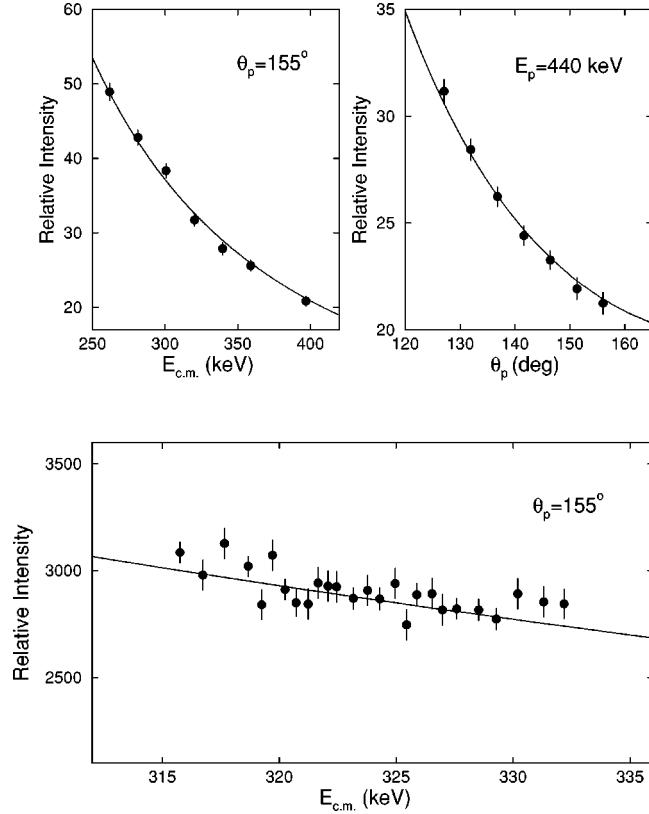 60
50
40
30
20
250
300
350
400
Relative Intensity
E_c.m. (keV)
θ_p=155°
35
30
25
20
120
130
140
150
160
Relative Intensity
θ_p (deg)
E_p=440 keV
3500
3000
2500
315
320
325
330
335
Relative Intensity
E_c.m. (keV)
θ_p=155°